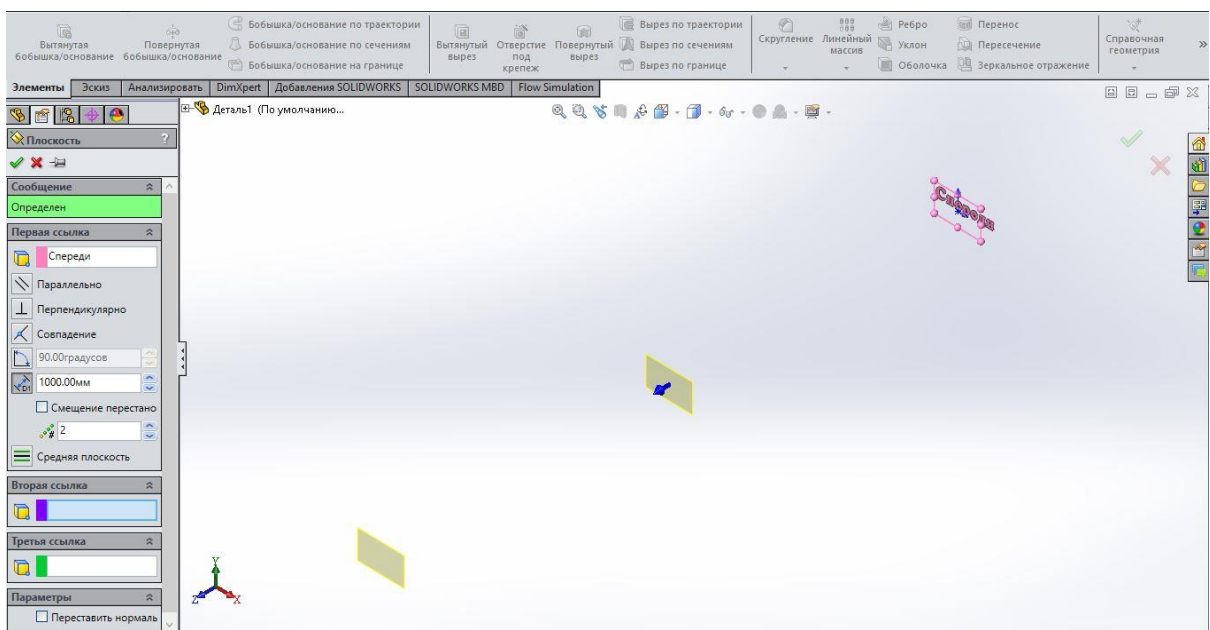 Вытянутая бобышка/основание
Повернутая бобышка/основание
Бобышка/основание по траектории
Бобышка/основание по сечениям
Бобышка/основание на границе
Вытянутый вырез
Отверстие под крепеж
Повернутый вырез
Вырез по траектории
Вырез по сечениям
Вырез по границе
Скругление
Линейный массив
Ребро
Уклон
Оболочка
Перенос
Пересечение
Зеркальное отражение
Справочная геометрия
»
Элементы Эскиз Анализировать DimXpert Добавления SOLIDWORKS SOLIDWORKS MBD Flow Simulation
Деталь1 (По умолчанию...
Плоскость ?
Сообщение
Определен
Первая ссылка
Спереди
Параллельно
Перпендикулярно
Совпадение
90.00градусов
D1 1000.00мм
Смещение перестано
# 2
Средняя плоскость
Вторая ссылка
Третья ссылка
Параметры
Переставить нормаль
Спереди
Y
Z X